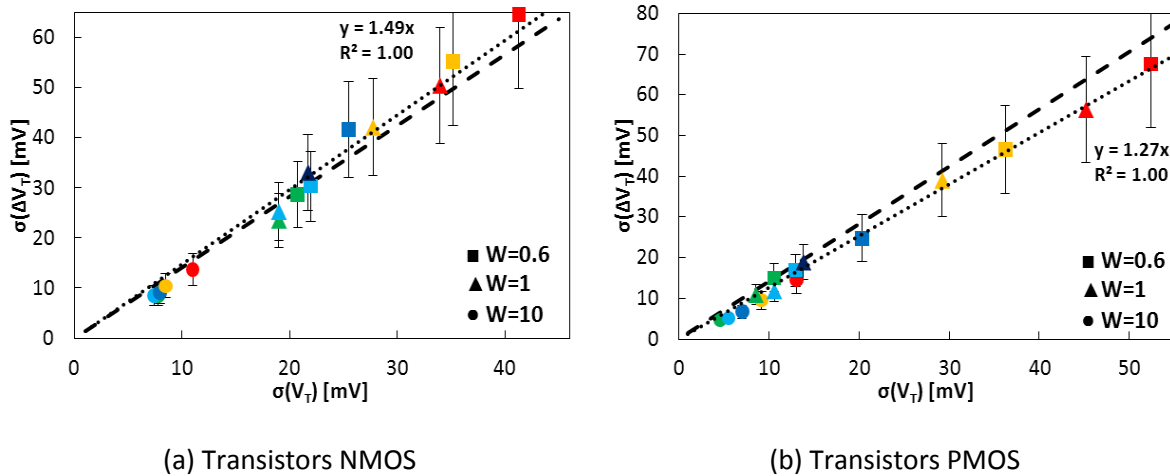 60
50
40
30
20
10
0
σ(ΔV_T) [mV]
y = 1.49x
R² = 1.00
W=0.6
W=1
W=10
0 10 20 30 40
σ(V_T) [mV]
(a) Transistors NMOS
80
70
60
50
40
30
20
10
0
σ(ΔV_T) [mV]
y = 1.27x
R² = 1.00
W=0.6
W=1
W=10
0 10 20 30 40 50
σ(V_T) [mV]
(b) Transistors PMOS